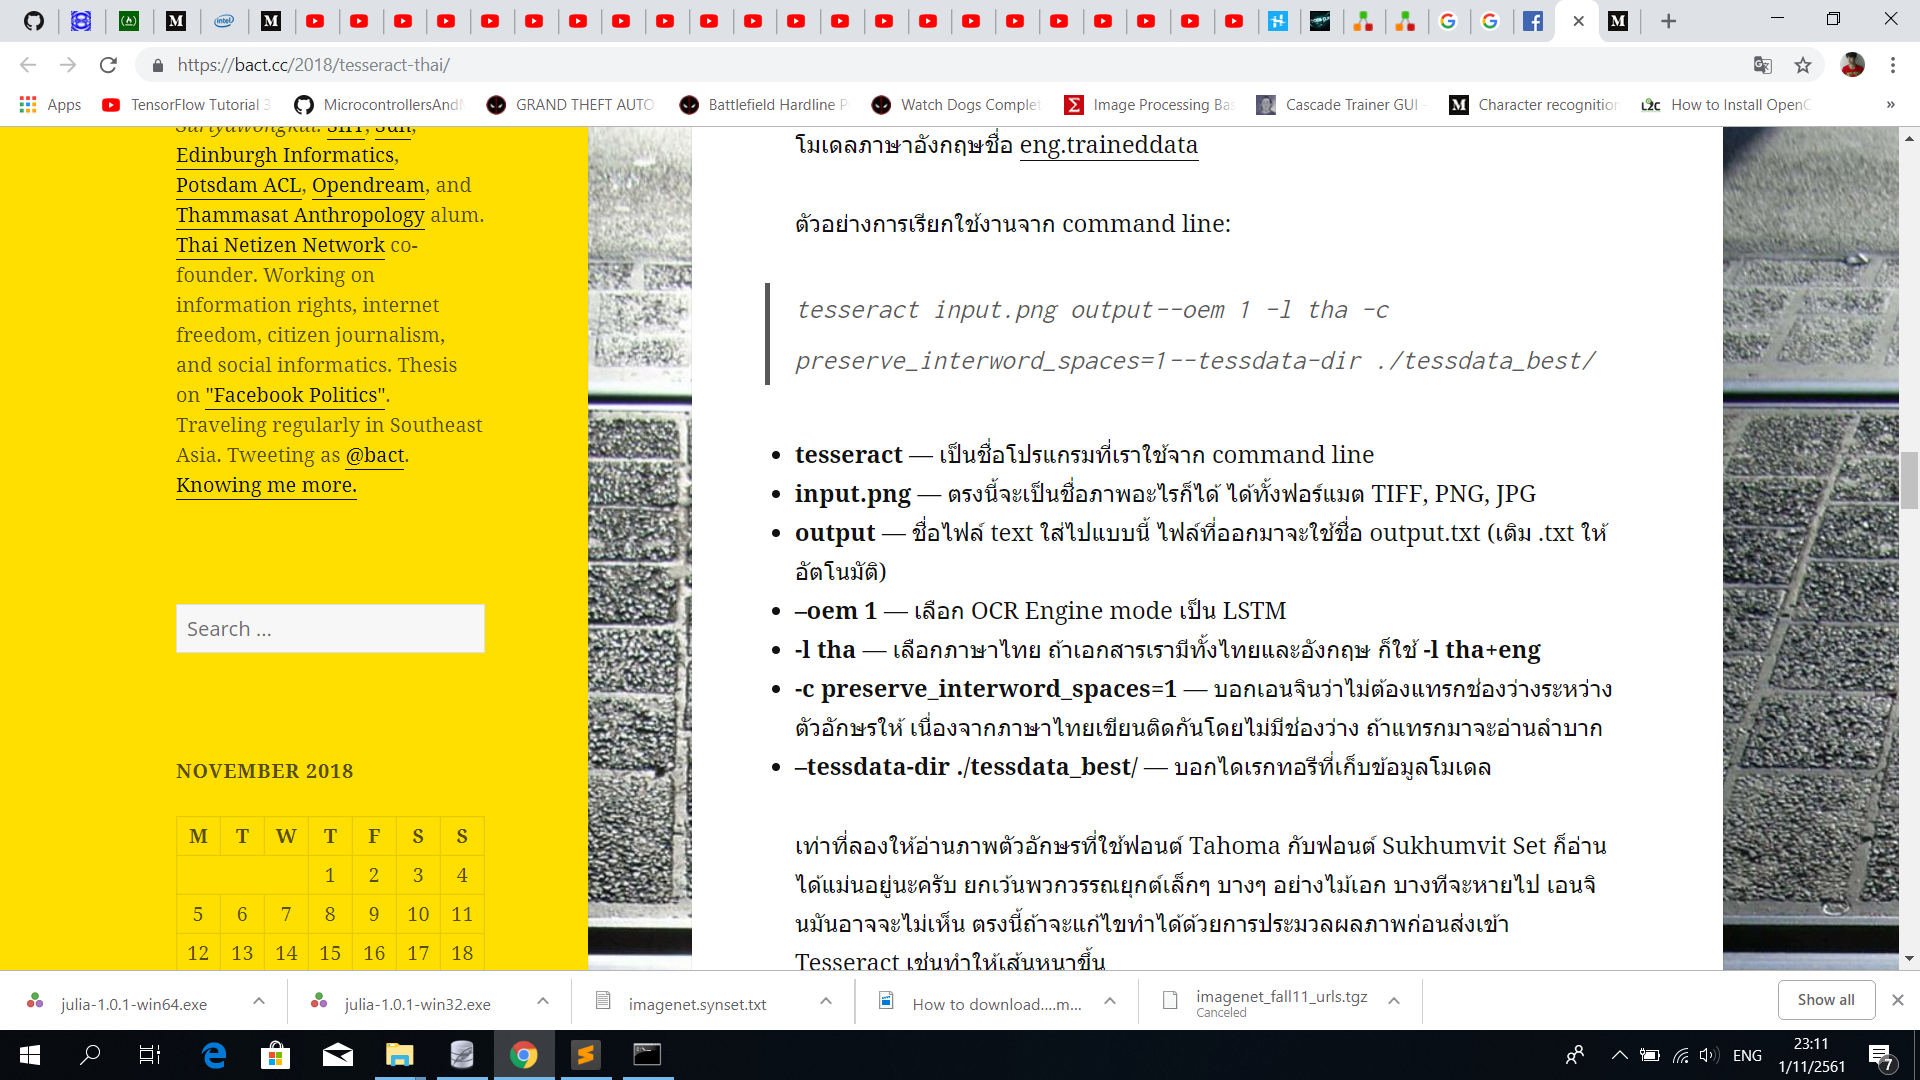 https://bact.cc/2018/tesseract-thai/
Apps
TensorFlow Tutorial 3
MicrocontrollersAndM
GRAND THEFT AUTO
Battlefield Hardline P
Watch Dogs Complet
Image Processing Bas
Cascade Trainer GUI -
Character recognition
How to Install OpenC
»
Sun,
Edinburgh Informatics,
Potsdam ACL, Opendream, and
Thammasat Anthropology alum.
Thai Netizen Network co-
founder. Working on
information rights, internet
freedom, citizen journalism,
and social informatics. Thesis
on "Facebook Politics".
Traveling regularly in Southeast
Asia. Tweeting as @bact.
Knowing me more.
Search ...
NOVEMBER 2018
M T W T F S S
1 2 3 4
5 6 7 8 9 10 11
12 13 14 15 16 17 18
โมเดลภาษาอังกฤษชื่อ eng.traineddata
ตัวอย่างการเรียกใช้งานจาก command line:
tesseract input.png output--oem 1 -l tha -c
preserve_interword_spaces=1--tessdata-dir ./tessdata_best/
• tesseract — เป็นชื่อโปรแกรมที่เราใช้จาก command line
• input.png — ตรงนี้จะเป็นชื่อภาพอะไรก็ได้ ได้ทั้งฟอร์แมต TIFF, PNG, JPG
• output — ชื่อไฟล์ text ใส่ไปแบบนี้ ไฟล์ที่ออกมาจะใช้ชื่อ output.txt (เติม .txt ให้
อัตโนมัติ)
• –oem 1 — เลือก OCR Engine mode เป็น LSTM
• -l tha — เลือกภาษาไทย ถ้าเอกสารเรามีทั้งไทยและอังกฤษ ก็ใช้ -l tha+eng
• -c preserve_interword_spaces=1 — บอกเอนจินว่าไม่ต้องแทรกช่องว่างระหว่าง
ตัวอักษรให้ เนื่องจากภาษาไทยเขียนติดกันโดยไม่มีช่องว่าง ถ้าแทรกมาจะอ่านลำบาก
• –tessdata-dir ./tessdata_best/ — บอกไดเรกทอรีที่เก็บข้อมูลโมเดล
เท่าที่ลองให้อ่านภาพตัวอักษรที่ใช้ฟอนต์ Tahoma กับฟอนต์ Sukhumvit Set ก็อ่าน
ได้แม่นอยู่นะครับ ยกเว้นพวกวรรณยุกต์เล็กๆ บางๆ อย่างไม้เอก บางทีจะหายไป เอนจิ
นมันอาจจะไม่เห็น ตรงนี้ถ้าจะแก้ไขทำได้ด้วยการประมวลผลภาพก่อนส่งเข้า
Tesseract เช่นทำให้เส้นหนาขึ้น
julia-1.0.1-win64.exe
julia-1.0.1-win32.exe
imagenet.synset.txt
How to download....m...
imagenet_fall11_urls.tgz
Canceled
Show all
ENG
23:11
1/11/2561
7